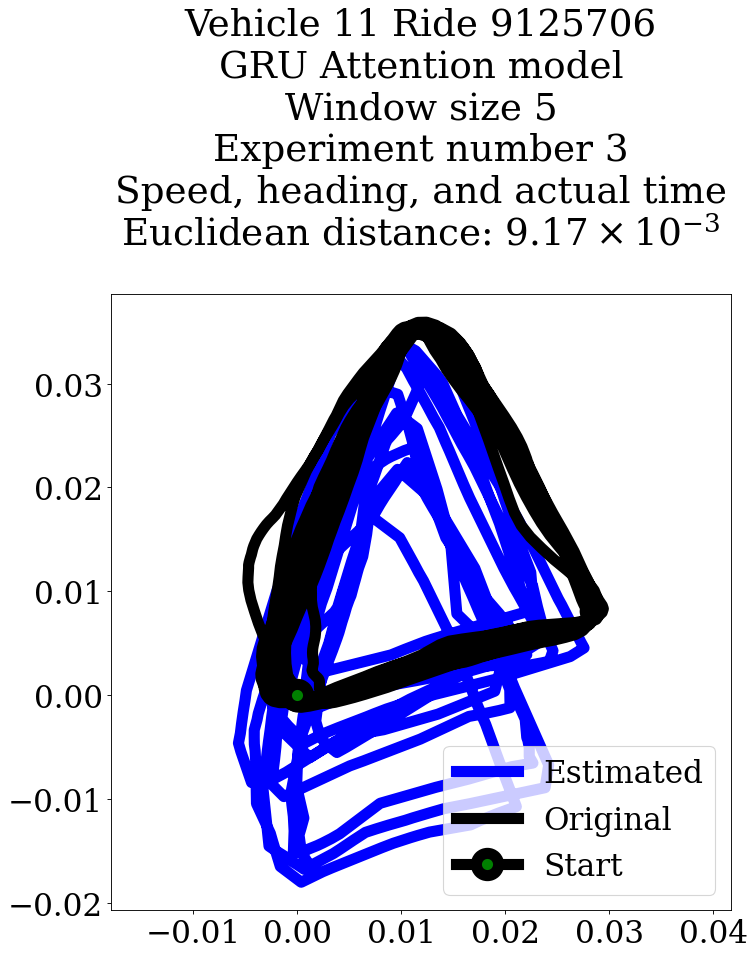 Vehicle 11 Ride 9125706
GRU Attention model
Window size 5
Experiment number 3
Speed, heading, and actual time
Euclidean distance: 9.17 × 10⁻³
0.03
0.02
0.01
0.00
−0.01
−0.02
Estimated
Original
Start
−0.01 0.00 0.01 0.02 0.03 0.04